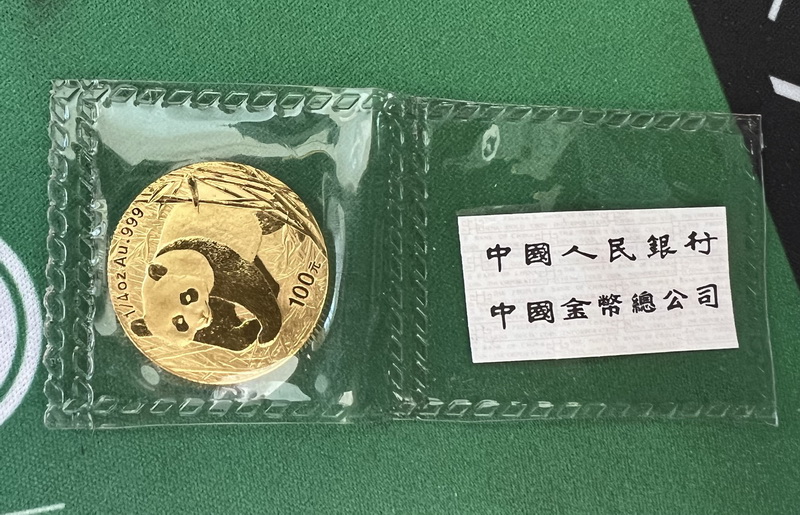 1/4oz Au.999
100元
中國人民銀行
中國金幣總公司